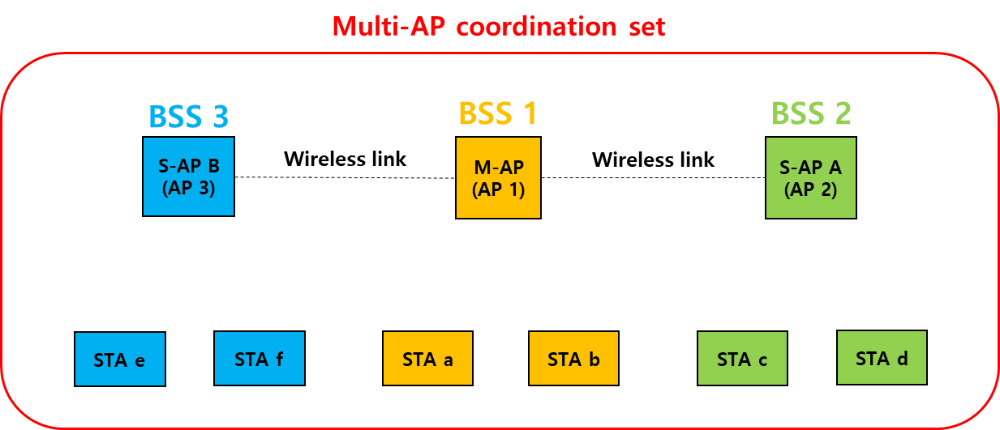 Multi-AP coordination set
BSS 3
BSS 1
BSS 2
S-AP B
(AP 3)
Wireless link
M-AP
(AP 1)
Wireless link
S-AP A
(AP 2)
STA e
STA f
STA a
STA b
STA c
STA d